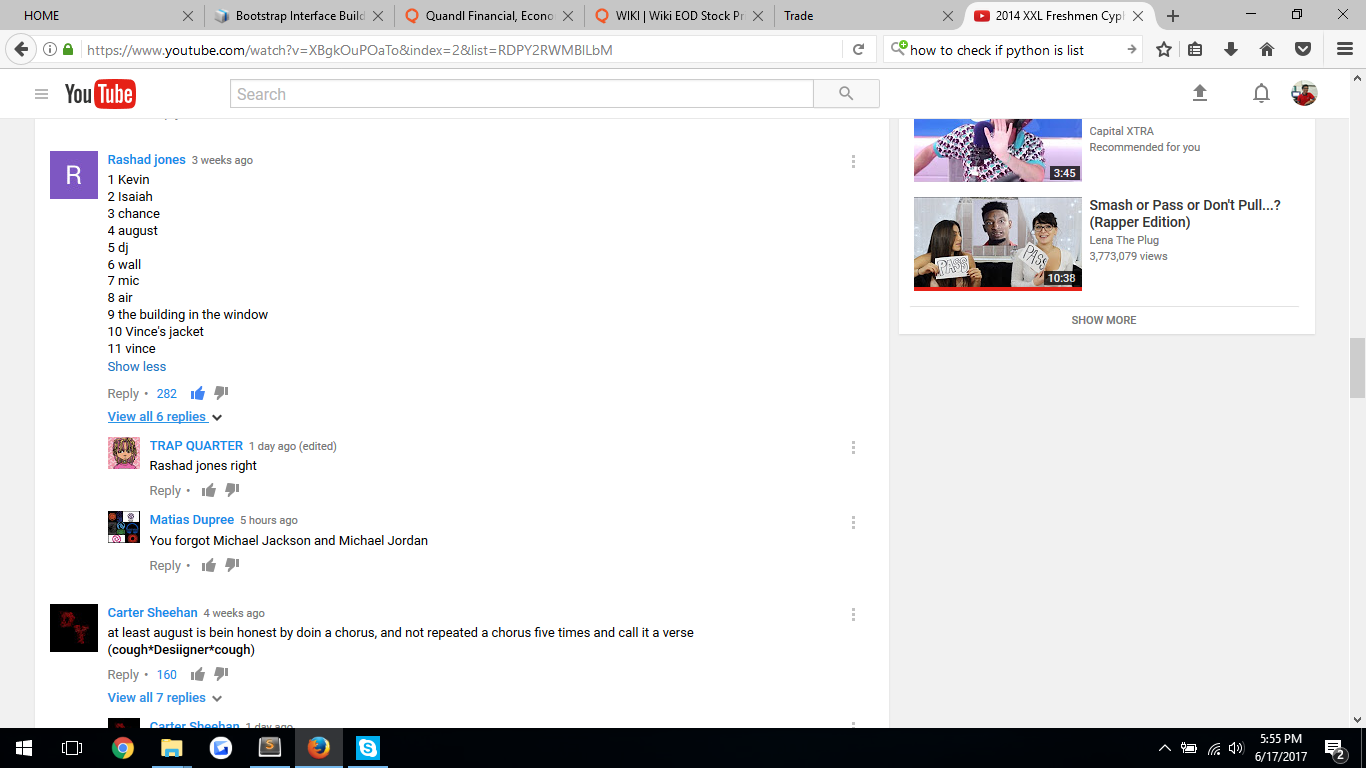 HOME
Bootstrap Interface Build
Quandl Financial, Econo
WIKI | Wiki EOD Stock Pr
Trade
2014 XXL Freshmen Cyph
https://www.youtube.com/watch?v=XBgkOuPOaTo&index=2&list=RDPY2RWMBlLbM
how to check if python is list
YouTube
Search
Capital XTRA
Recommended for you
3:45
Smash or Pass or Don't Pull...?
(Rapper Edition)
Lena The Plug
3,773,079 views
PASS
PASS
10:38
SHOW MORE
R
Rashad jones 3 weeks ago
1 Kevin
2 Isaiah
3 chance
4 august
5 dj
6 wall
7 mic
8 air
9 the building in the window
10 Vince's jacket
11 vince
Show less
Reply • 282
View all 6 replies
TRAP QUARTER 1 day ago (edited)
Rashad jones right
Reply •
Matias Dupree 5 hours ago
You forgot Michael Jackson and Michael Jordan
Reply •
DY
Carter Sheehan 4 weeks ago
at least august is bein honest by doin a chorus, and not repeated a chorus five times and call it a verse
(cough*Desiigner*cough)
Reply • 160
View all 7 replies
Carter Sheehan 1 day ago
5:55 PM
6/17/2017
2